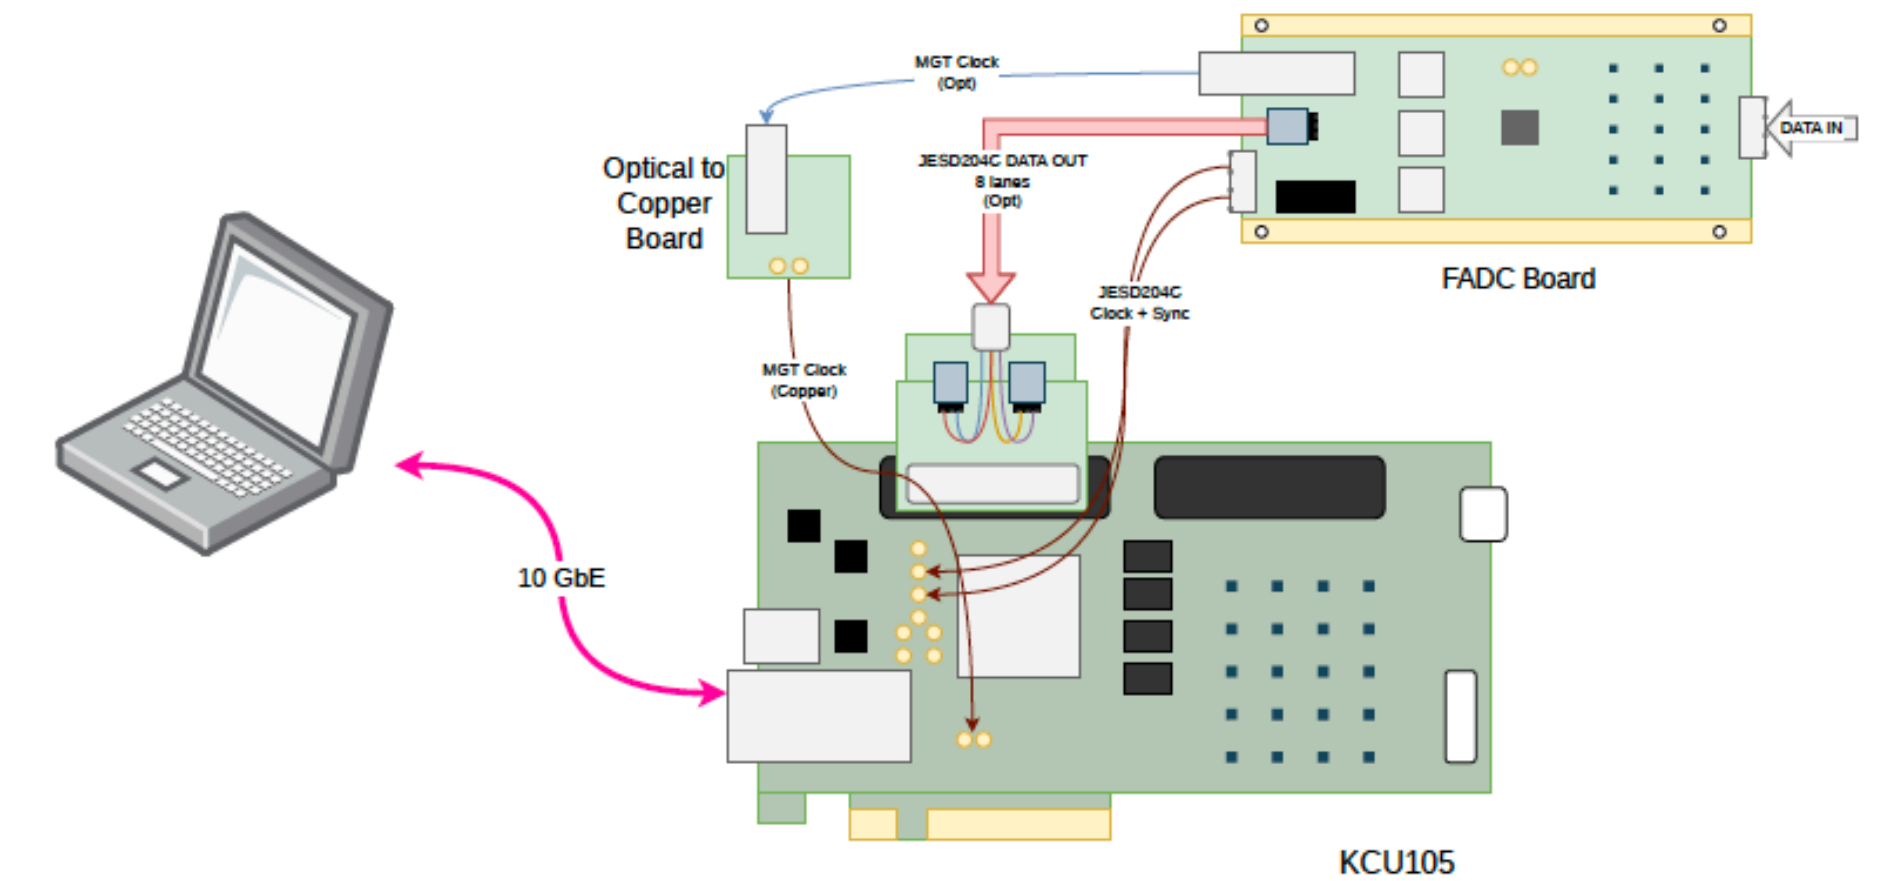 MGT Clock
(Opt)
DATA IN
JESD204C DATA OUT
8 lanes
(Opt)
Optical to
Copper
Board
FADC Board
JESD204C
Clock + Sync
MGT Clock
(Copper)
10 GbE
KCU105